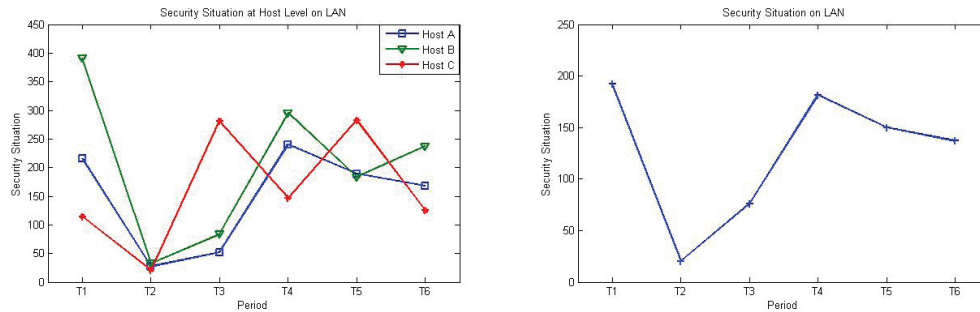 Security Situation at Host Level on LAN
Security Situation
450
400
350
300
250
200
150
100
50
0
Host A
Host B
Host C
T1 T2 T3 T4 T5 T6
Period
Security Situation on LAN
Security Situation
250
200
150
100
50
0
T1 T2 T3 T4 T5 T6
Period